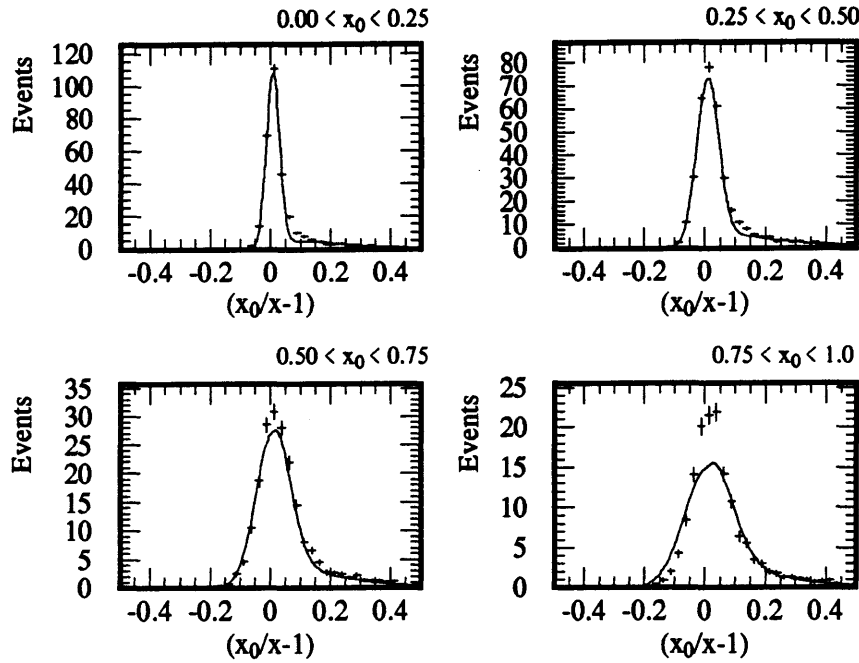 0.00 < x₀ < 0.25
Events
120
100
80
60
40
20
0
-0.4 -0.2 0 0.2 0.4
(x₀/x-1)
0.25 < x₀ < 0.50
Events
80
70
60
50
40
30
20
10
0
-0.4 -0.2 0 0.2 0.4
(x₀/x-1)
0.50 < x₀ < 0.75
Events
35
30
25
20
15
10
5
0
-0.4 -0.2 0 0.2 0.4
(x₀/x-1)
0.75 < x₀ < 1.0
Events
25
20
15
10
5
0
-0.4 -0.2 0 0.2 0.4
(x₀/x-1)